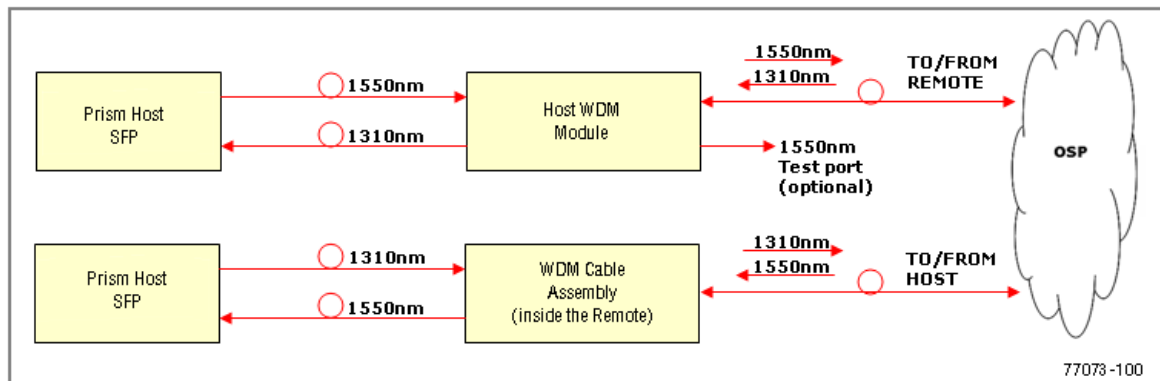 1550nm
1310nm
TO/FROM
REMOTE
1550nm
Prism Host
SFP
Host WDM
Module
1310nm
1550nm
Test port
(optional)
OSP
1310nm
1550nm
TO/FROM
HOST
1310nm
Prism Host
SFP
WDM Cable
Assembly
(inside the Remote)
1550nm
77073-100